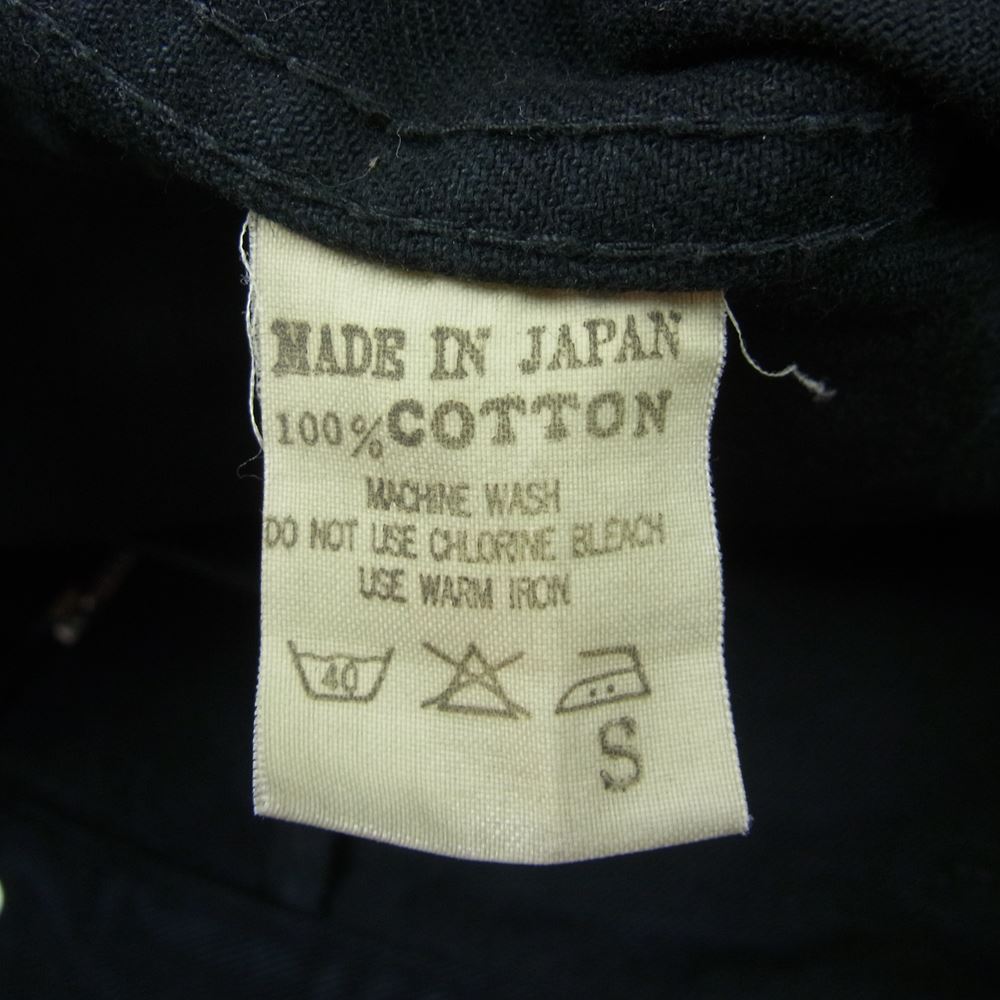 MADE IN JAPAN
100% COTTON
MACHINE WASH
DO NOT USE CHLORINE BLEACH
USE WARM IRON
40
S